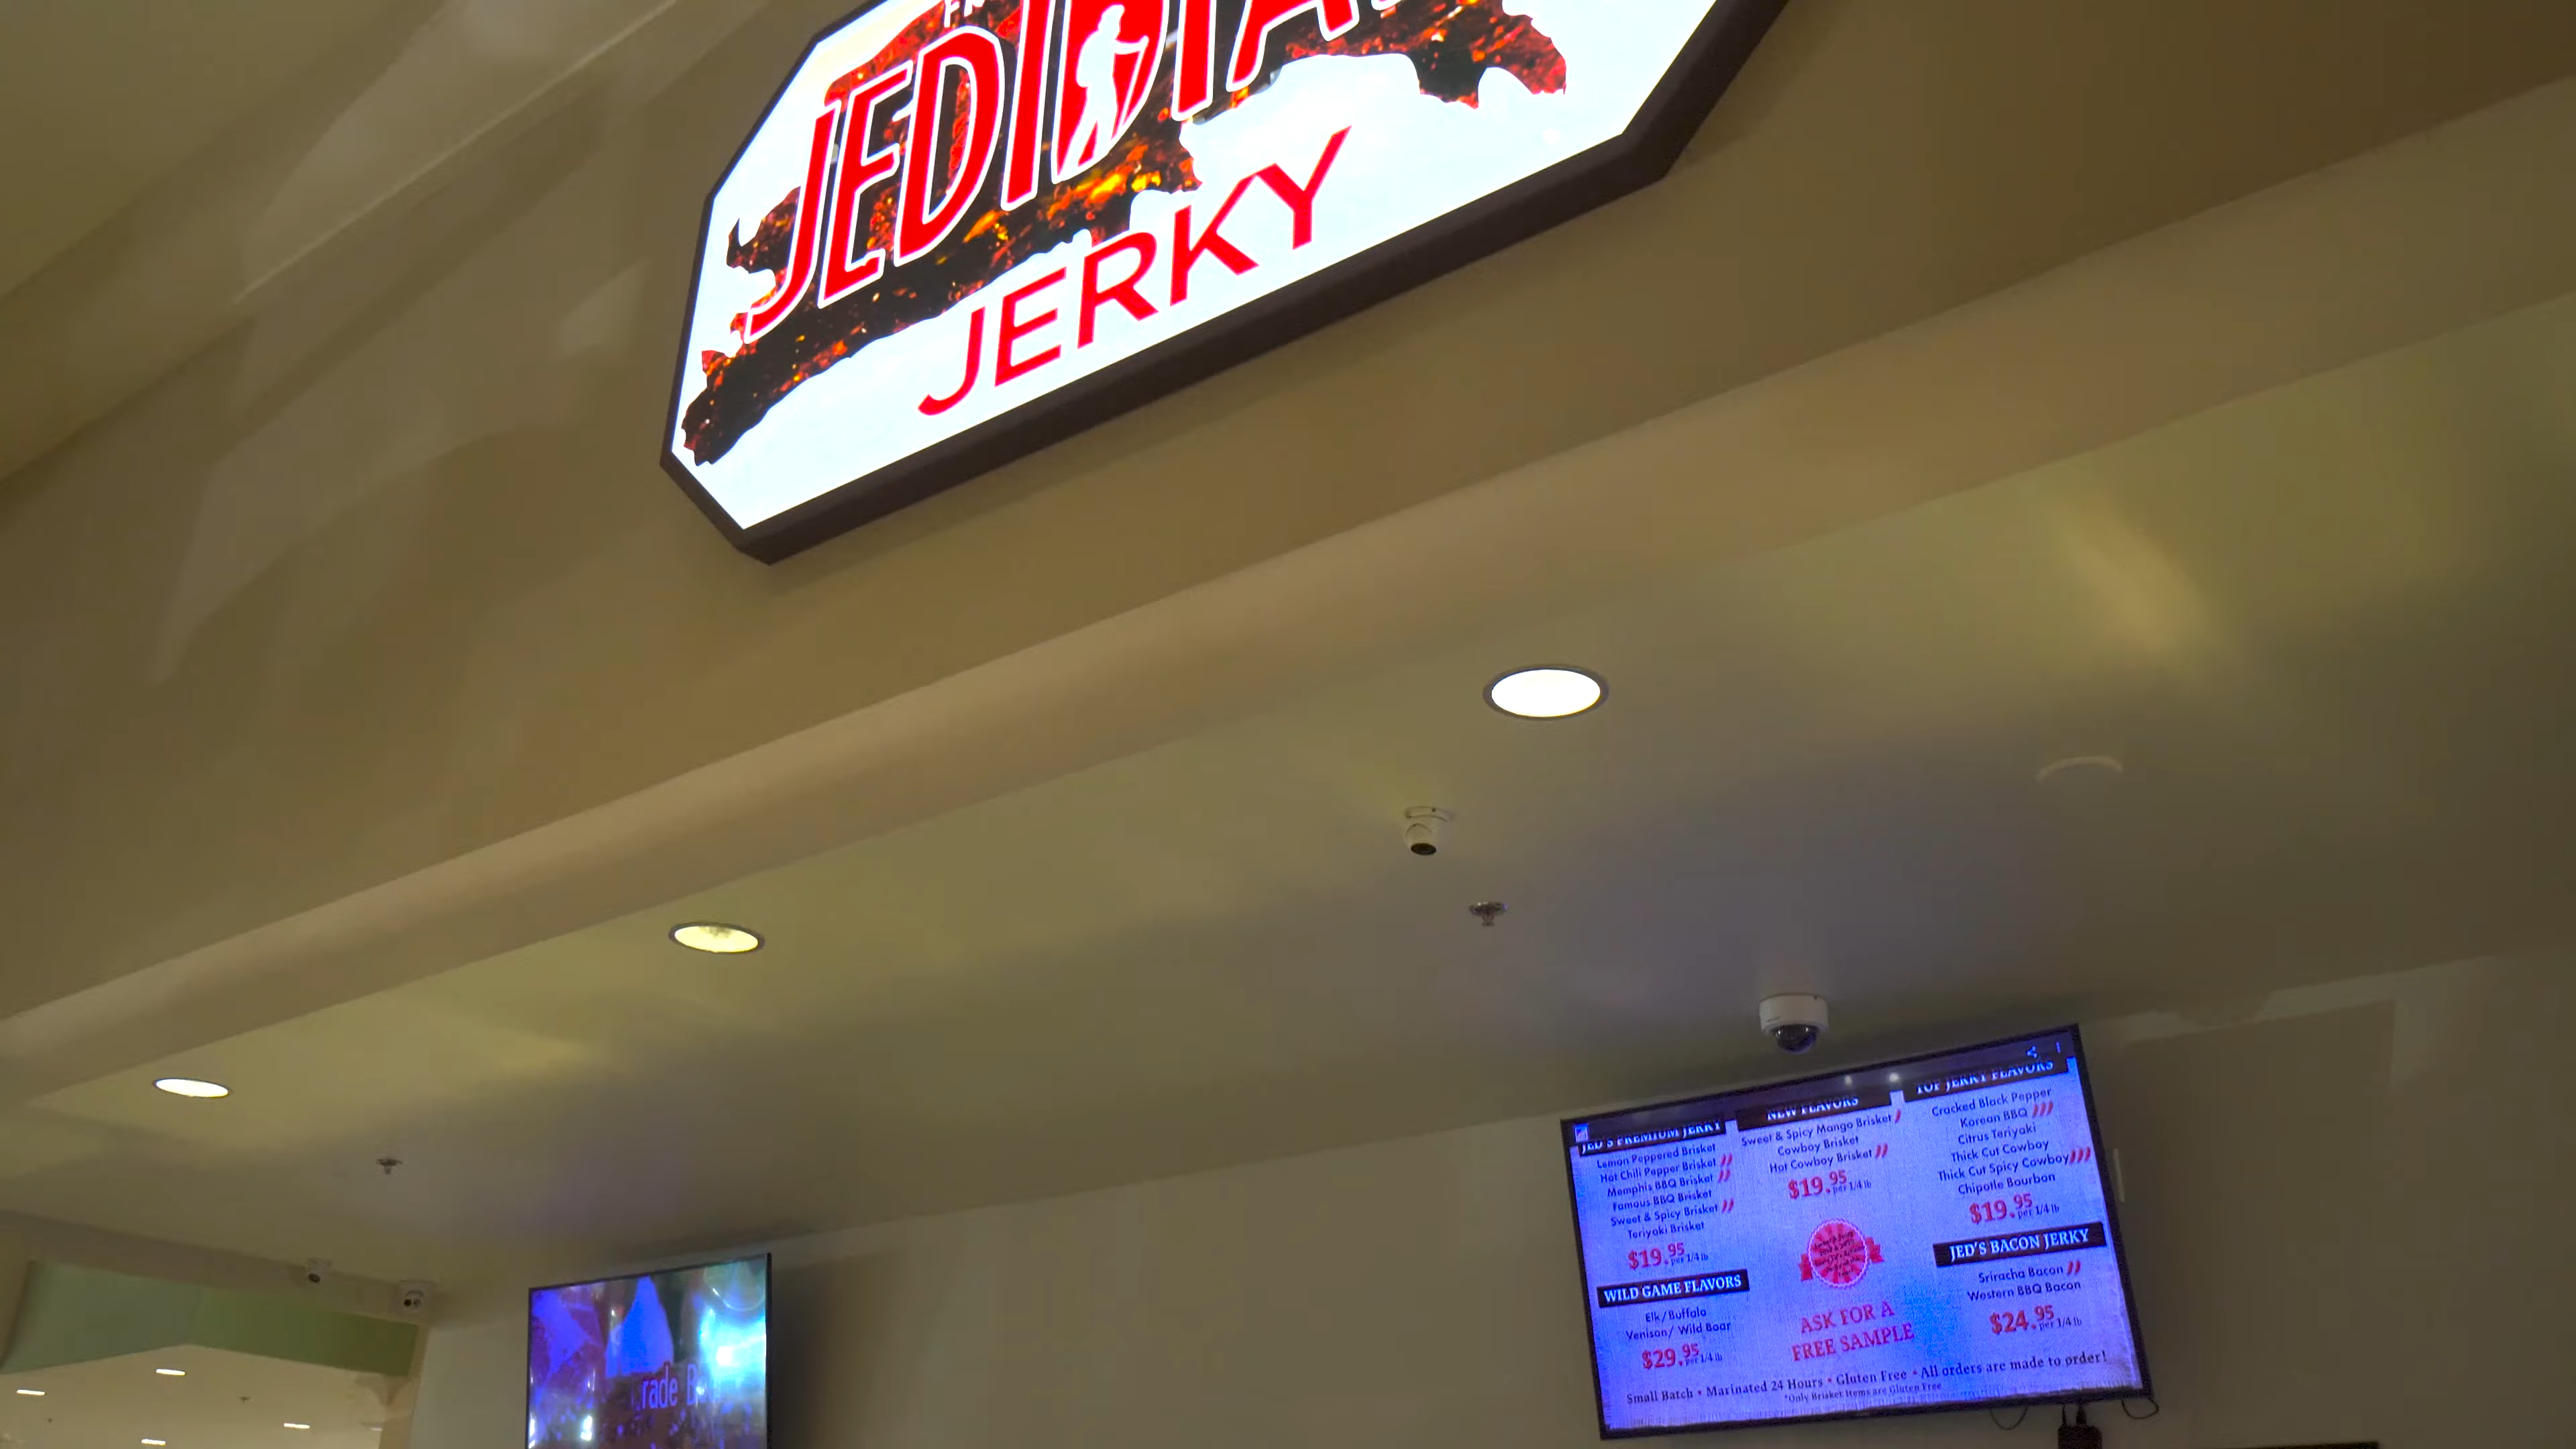 JEDIDIA
JERKY
JED'S PREMIUM JERKY
Lemon Peppered Brisket
Hot Chili Pepper Brisket
Memphis BBQ Brisket
Famous BBQ Brisket
Sweet & Spicy Brisket
Teriyaki Brisket
$19.95 per 1/4 lb
WILD GAME FLAVORS
Elk/Buffalo
Venison/ Wild Boar
$29.95 per 1/4 lb
NEW FLAVORS
Sweet & Spicy Mango Brisket
Cowboy Brisket
Hot Cowboy Brisket
$19.95 per 1/4 lb
ASK FOR A
FREE SAMPLE
TOP JERKY FLAVORS
Cracked Black Pepper
Korean BBQ
Citrus Teriyaki
Thick Cut Cowboy
Thick Cut Spicy Cowboy
Chipotle Bourbon
$19.95 per 1/4 lb
JED'S BACON JERKY
Sriracha Bacon
Western BBQ Bacon
$24.95 per 1/4 lb
Small Batch • Marinated 24 Hours • Gluten Free • All orders are made to order!
*Only Brisket Items are Gluten Free
rade B